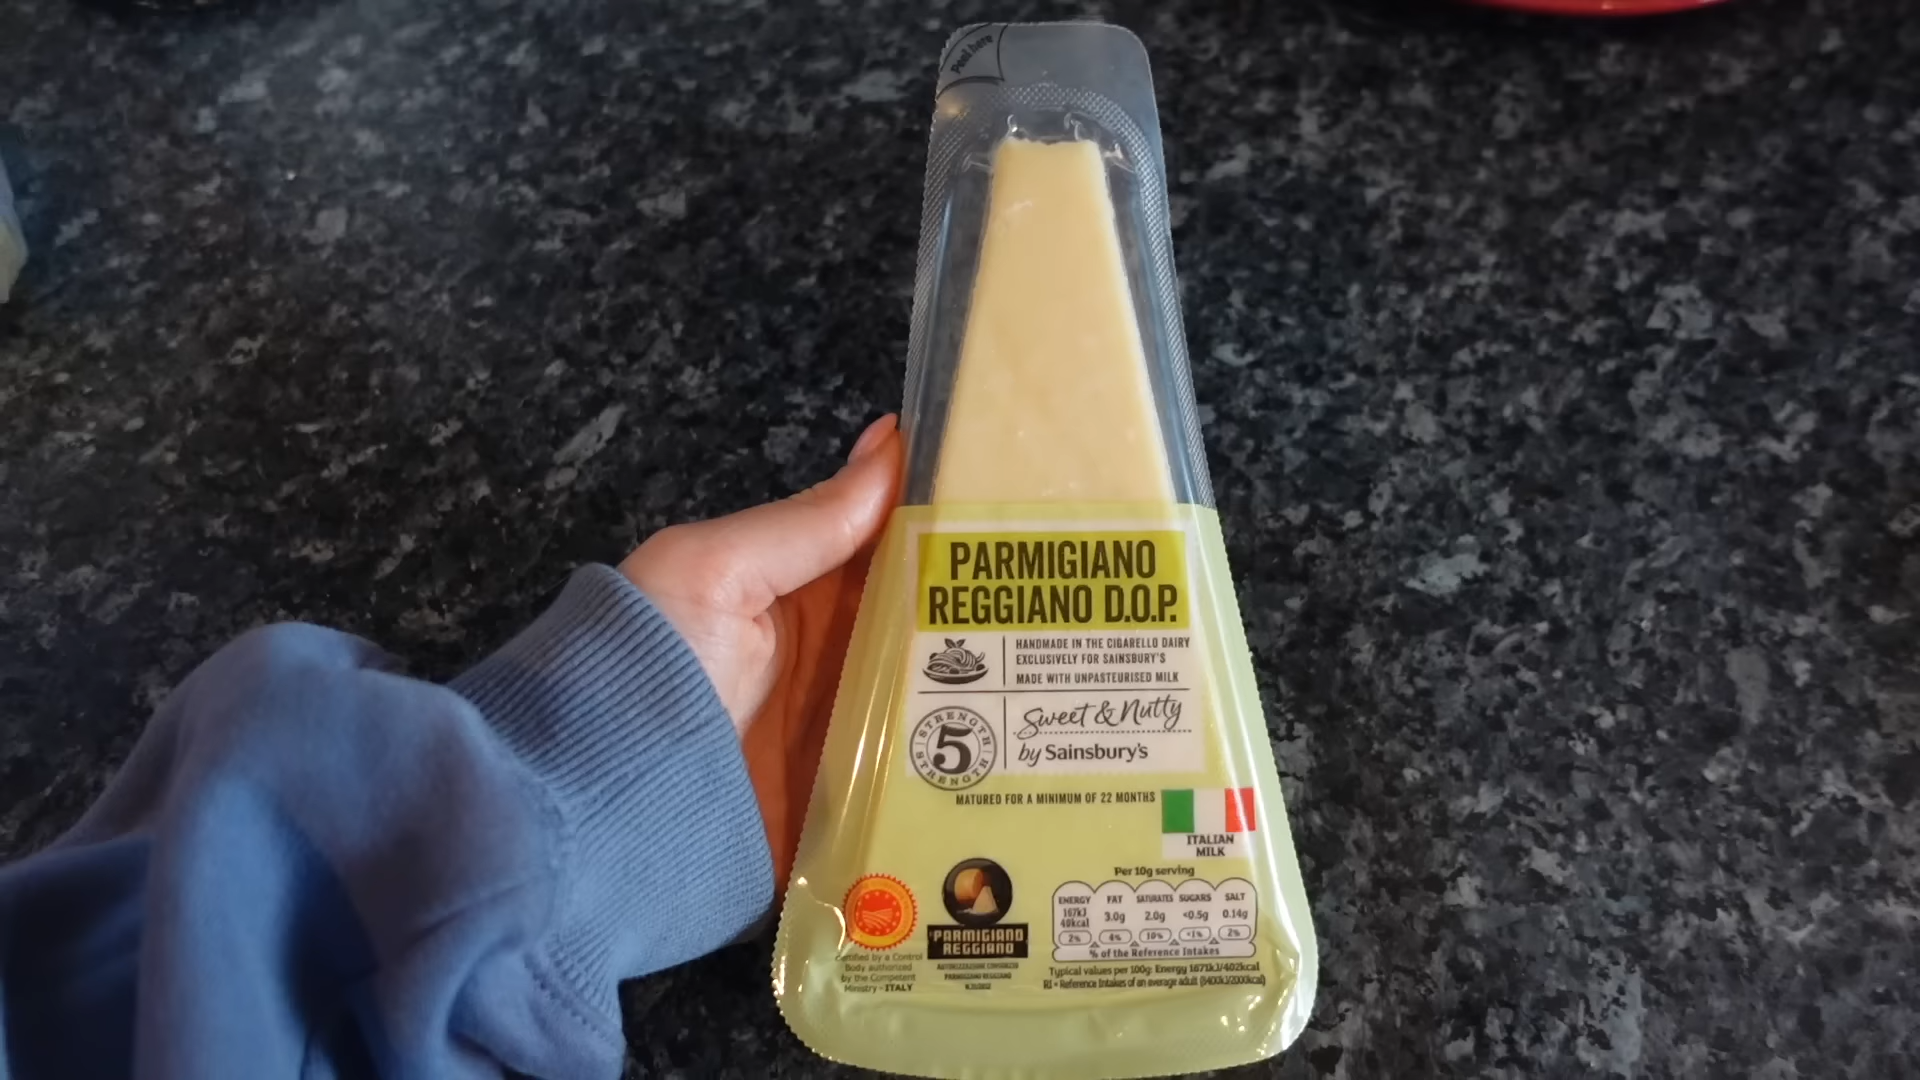 Peel here
PARMIGIANO
REGGIANO D.O.P.
HANDMADE IN THE CIGARELLO DAIRY
EXCLUSIVELY FOR SAINSBURY'S
MADE WITH UNPASTEURISED MILK
STRENGTH
5
STRENGTH
Sweet & Nutty
by Sainsbury's
MATURED FOR A MINIMUM OF 22 MONTHS
ITALIAN
MILK
Per 10g serving
ENERGY FAT SATURATES SUGARS SALT
167kJ
40kcal
3.0g 2.0g <0.5g 0.14g
2% 4% 10% <1% 2%
% of the Reference Intakes
Typical values per 100g: Energy 1671kJ/402kcal
RI = Reference Intakes of an average adult (8400kJ/2000kcal)
PARMIGIANO
REGGIANO
PARMIGIANO REGGIANO
Certified by a Control
Body authorized
by the Competent
Ministry - ITALY